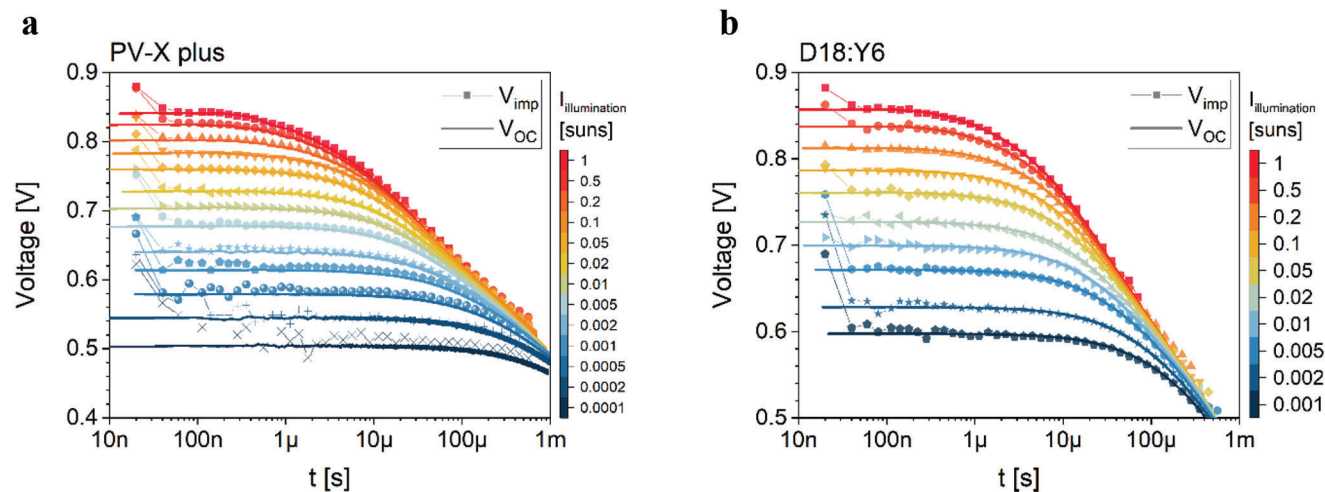 a
PV-X plus
0.9
0.8
0.7
0.6
0.5
0.4
Voltage [V]
10n 100n 1µ 10µ 100µ 1m
t [s]
V_imp
V_OC
I_illumination
[suns]
1
0.5
0.2
0.1
0.05
0.02
0.01
0.005
0.002
0.001
0.0005
0.0002
0.0001
b
D18:Y6
0.9
0.8
0.7
0.6
0.5
Voltage [V]
10n 100n 1µ 10µ 100µ 1m
t [s]
V_imp
V_OC
I_illumination
[suns]
1
0.5
0.2
0.1
0.05
0.02
0.01
0.005
0.002
0.001